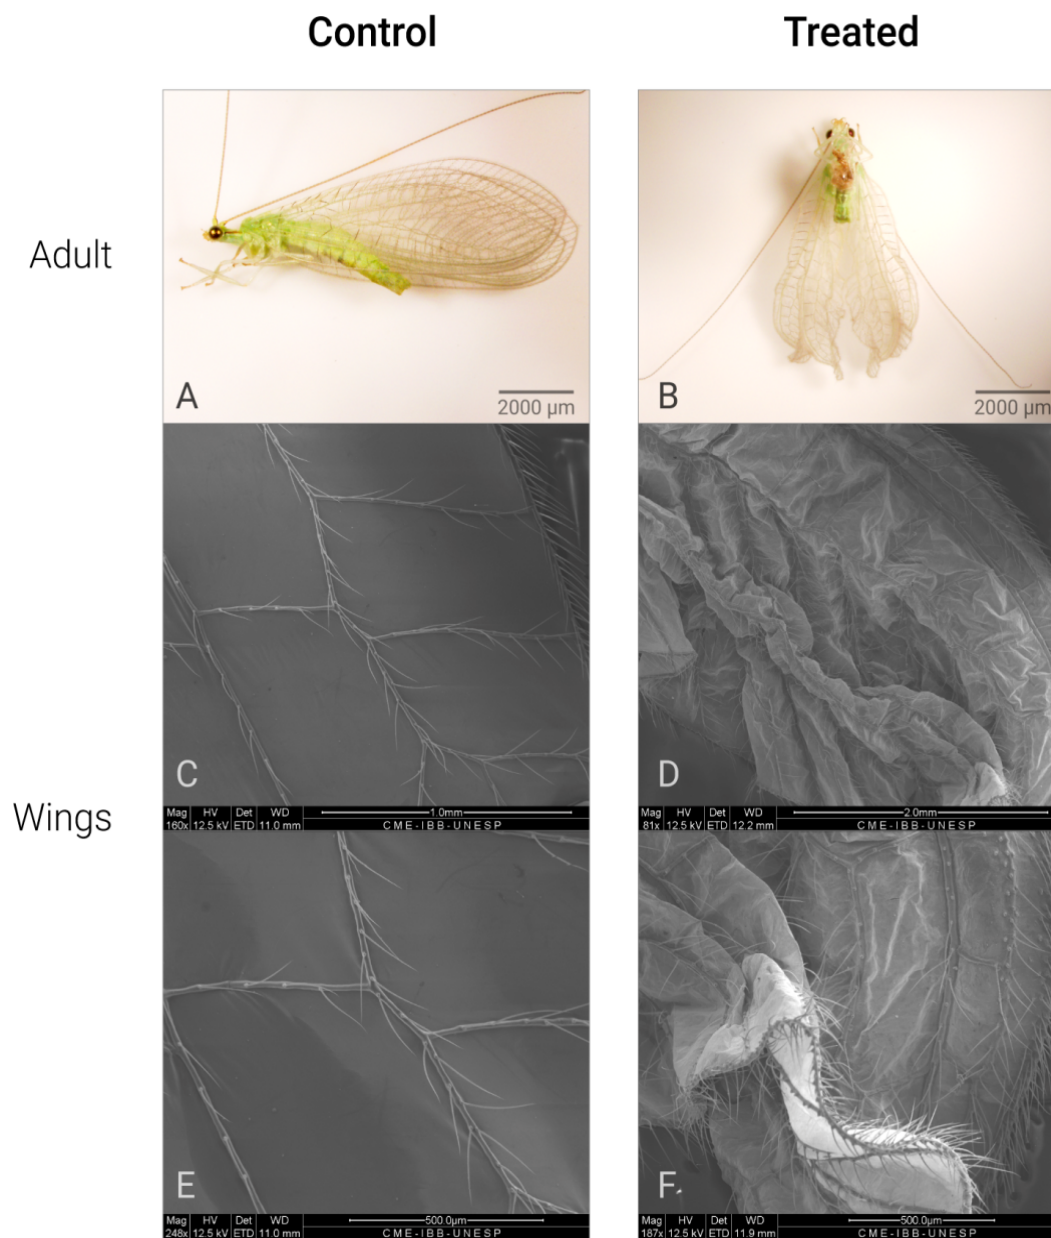 Control
Treated
Adult
A
2000 µm
B
2000 µm
Wings
C
Mag HV Det WD 1.0mm
160x 12.5 kV ETD 11.0 mm CME-IBB-UNESP
D
Mag HV Det WD 2.0mm
81x 12.5 kV ETD 12.2 mm CME-IBB-UNESP
E
Mag HV Det WD 500.0µm
248x 12.5 kV ETD 11.0 mm CME-IBB-UNESP
F
Mag HV Det WD 500.0µm
187x 12.5 kV ETD 11.9 mm CME-IBB-UNESP